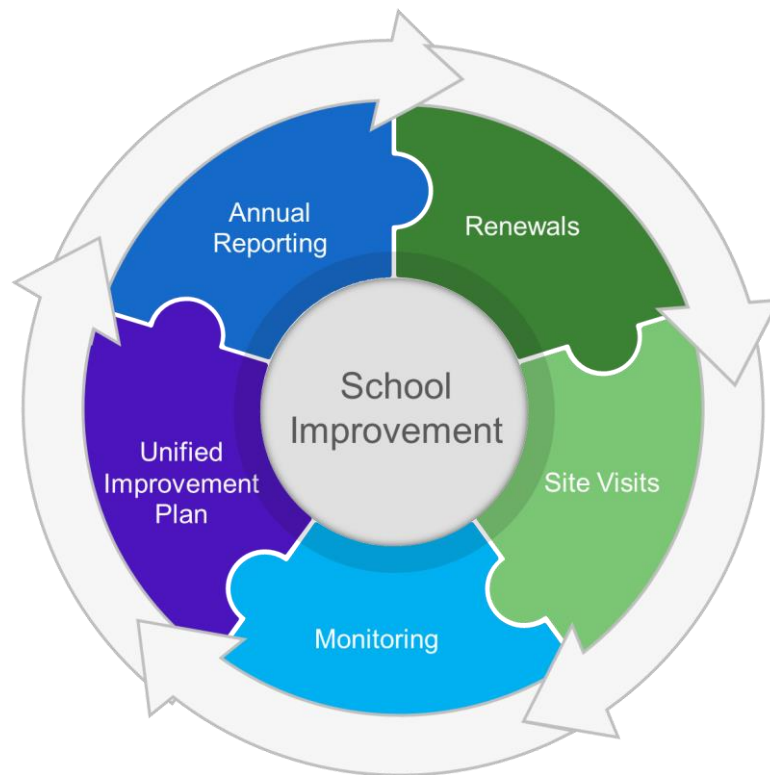 Annual
Reporting
Renewals
School
Improvement
Unified
Improvement
Plan
Site Visits
Monitoring